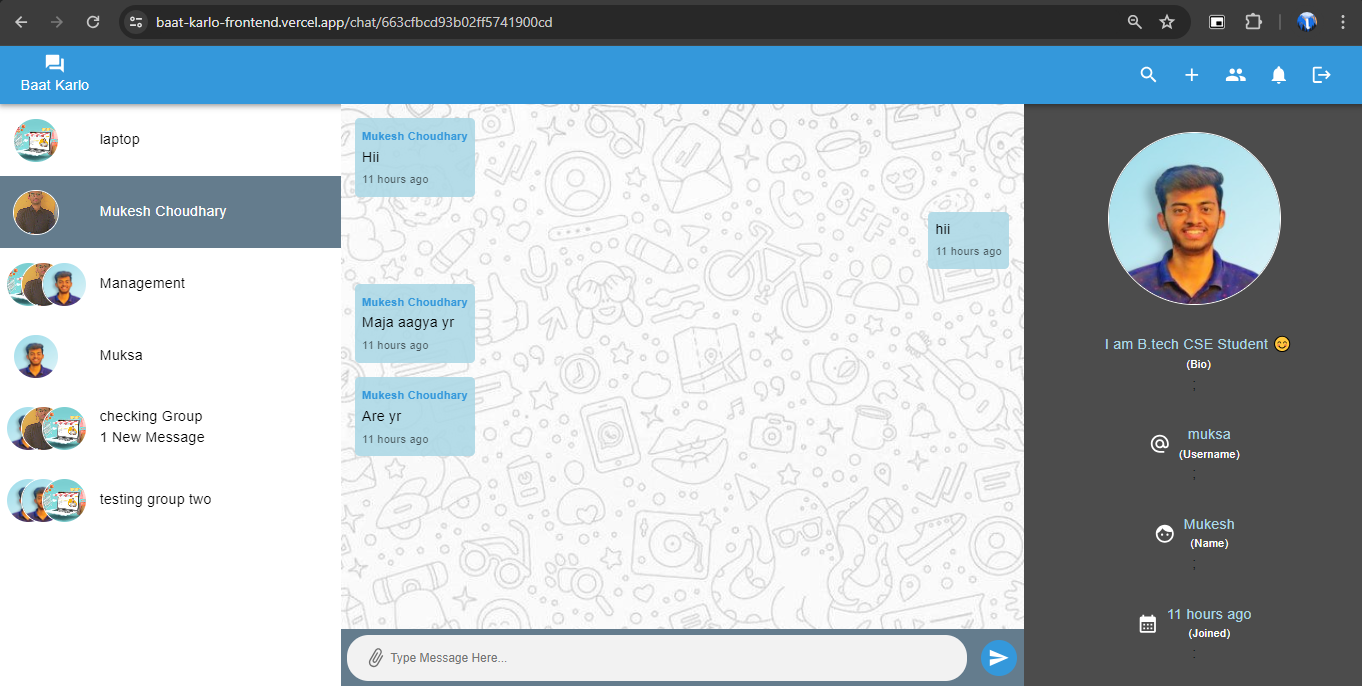 baat-karlo-frontend.vercel.app/chat/663cfbcd93b02ff5741900cd
Baat Karlo
laptop
Mukesh Choudhary
Management
Muksa
checking Group
1 New Message
testing group two
Mukesh Choudhary
Hii
11 hours ago
hii
11 hours ago
Mukesh Choudhary
Maja aagya yr
11 hours ago
Mukesh Choudhary
Are yr
11 hours ago
BFF
Type Message Here...
I am B.tech CSE Student 😊
(Bio)
;
muksa
(Username)
;
Mukesh
(Name)
;
11 hours ago
(Joined)
;